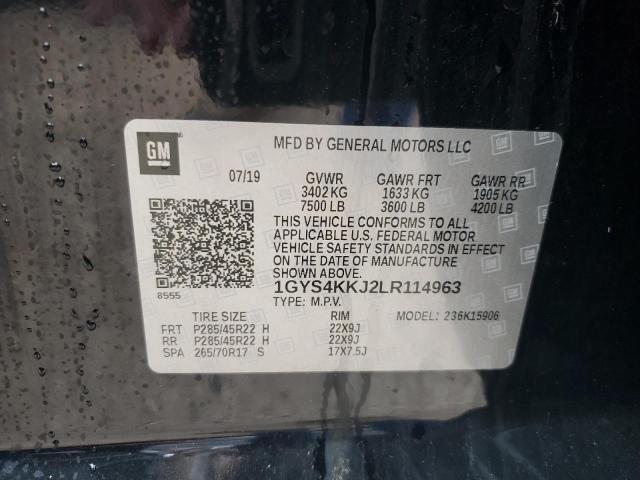 GM
MFD BY GENERAL MOTORS LLC
07/19 GVWR GAWR FRT GAWR RR
3402 KG 1633 KG 1905 KG
7500 LB 3600 LB 4200 LB
THIS VEHICLE CONFORMS TO ALL
APPLICABLE U.S. FEDERAL MOTOR
VEHICLE SAFETY STANDARDS IN EFFECT
ON THE DATE OF MANUFACTURE
SHOWN ABOVE.
8555
1GYS4KKJ2LR114963
TYPE: M.P.V.
TIRE SIZE RIM MODEL: 236K15906
FRT P285/45R22 H 22X9J
RR P285/45R22 H 22X9J
SPA 265/70R17 S 17X7.5J